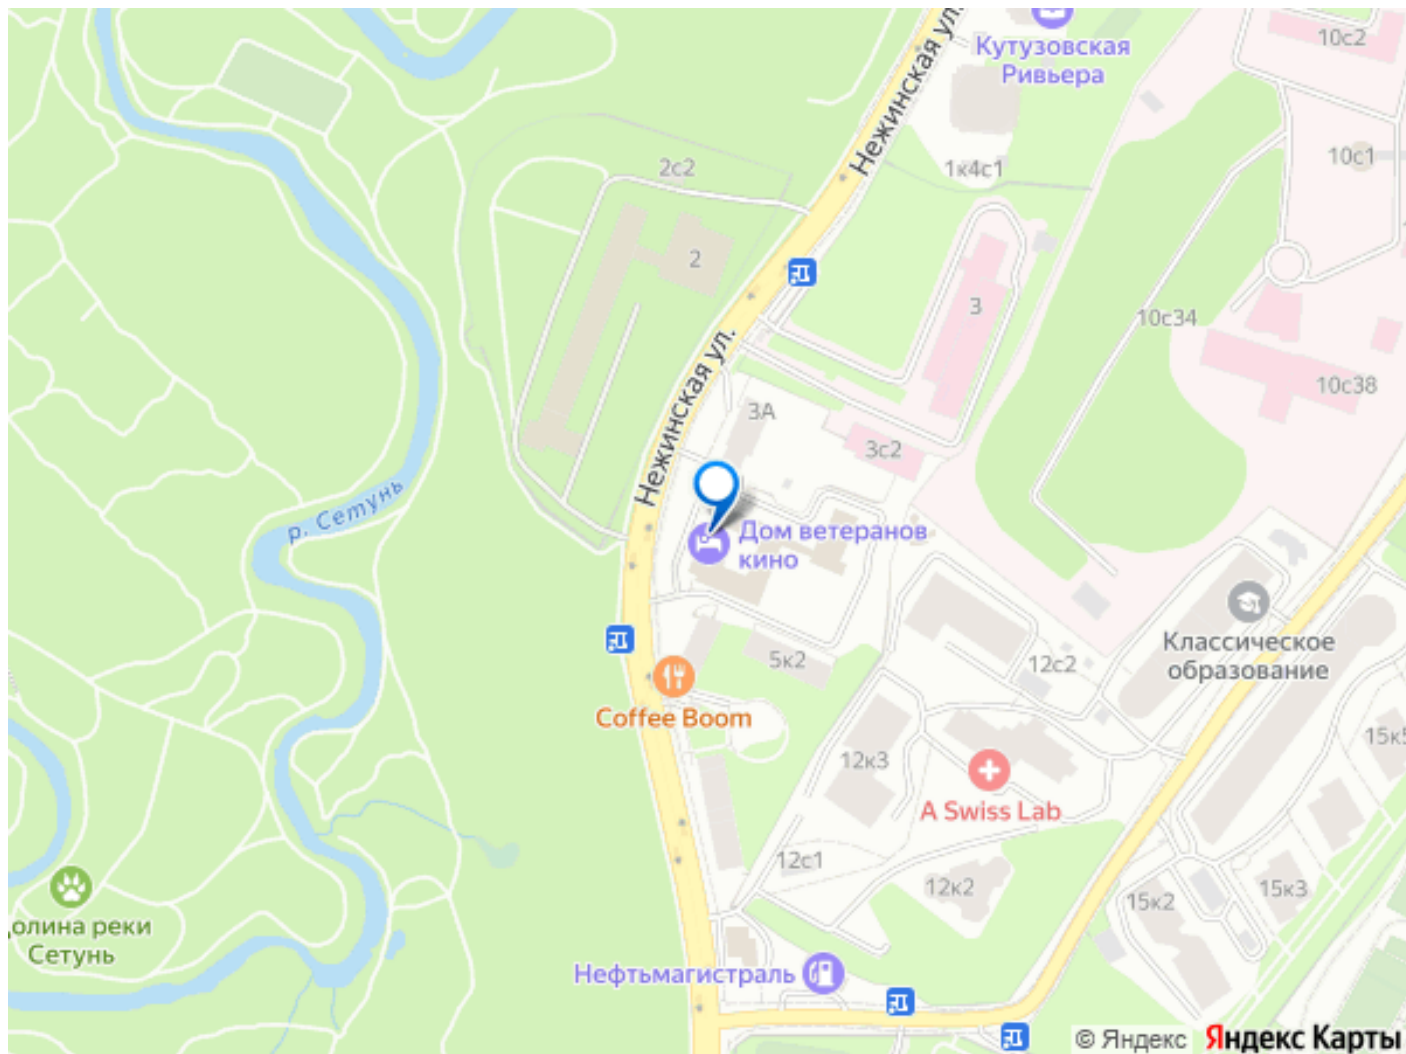 Кутузовская
Ривьера
10с2
Нежинская ул.
10с1
2с2
1к4с1
2
3
10с34
Нежинская ул.
10с38
3А
3с2
р. Сетунь
Дом ветеранов
кино
Классическое
образование
5к2
12с2
Coffee Boom
15к5
12к3
A Swiss Lab
12с1
12к2
15к3
15к2
олина реки
Сетунь
Нефтьмагистраль
© Яндекс Яндекс Карты